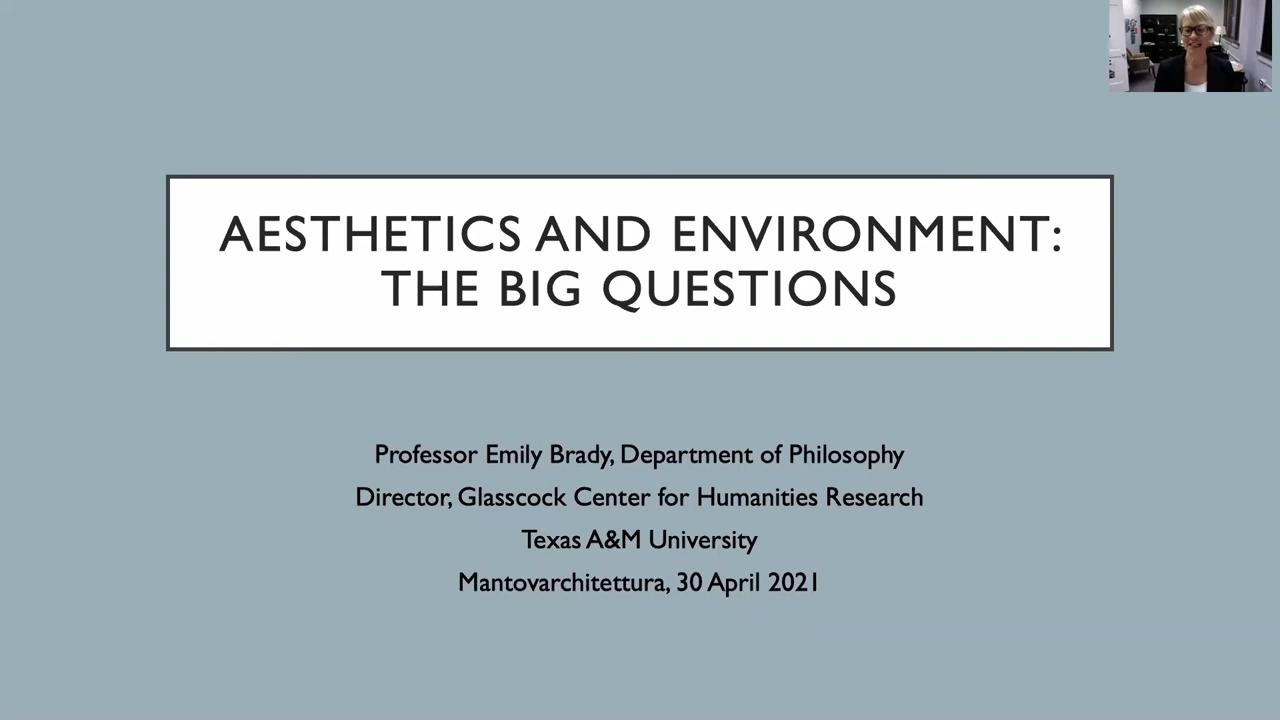 AESTHETICS AND ENVIRONMENT:
THE BIG QUESTIONS
Professor Emily Brady, Department of Philosophy
Director, Glasscock Center for Humanities Research
Texas A&M University
Mantovarchitettura, 30 April 2021